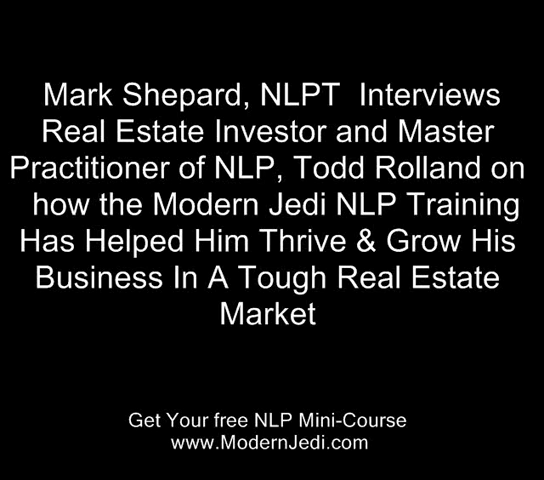 Mark Shepard, NLPT Interviews
Real Estate Investor and Master
Practitioner of NLP, Todd Rolland on
how the Modern Jedi NLP Training
Has Helped Him Thrive & Grow His
Business In A Tough Real Estate
Market
Get Your free NLP Mini-Course
www.ModernJedi.com